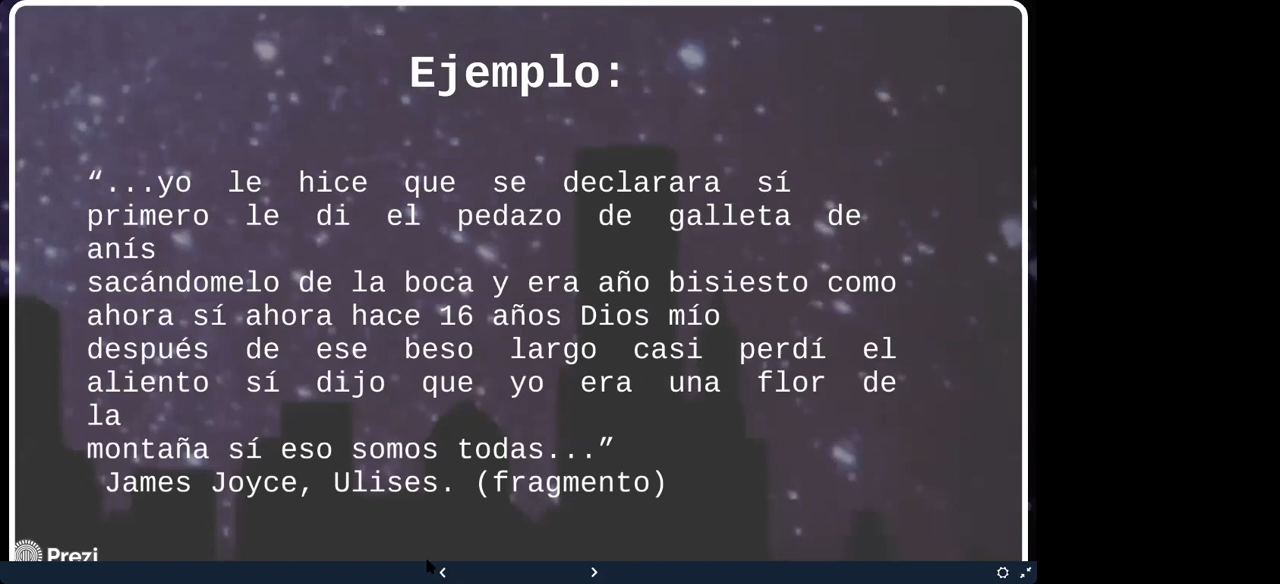 Ejemplo:
“...yo le hice que se declarara sí
primero le di el pedazo de galleta de
anís
sacándomelo de la boca y era año bisiesto como
ahora sí ahora hace 16 años Dios mío
después de ese beso largo casi perdí el
aliento sí dijo que yo era una flor de
la
montaña sí eso somos todas...”
James Joyce, Ulises. (fragmento)
Prezi